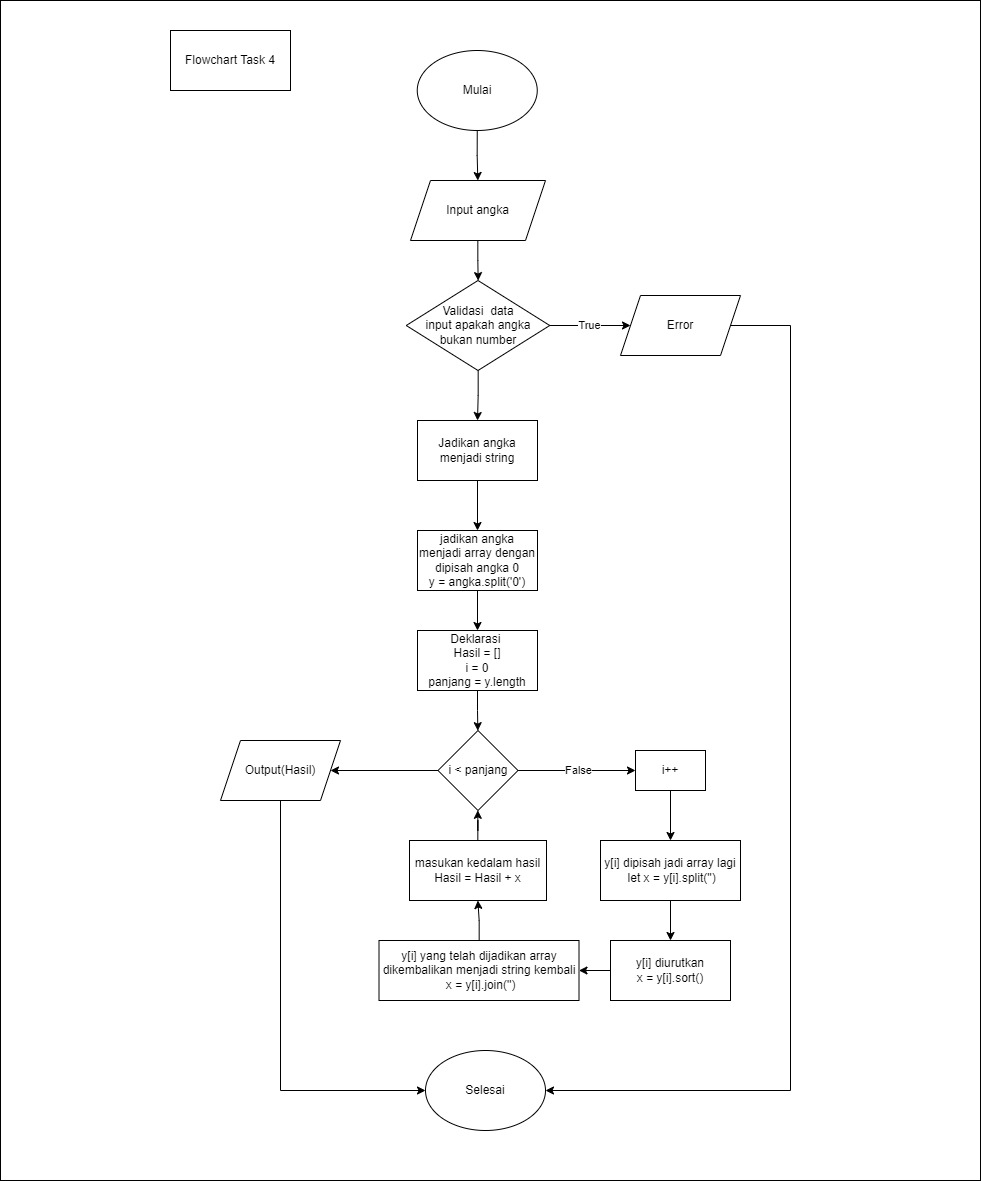 Flowchart Task 4
Mulai
Input angka
Validasi data
input apakah angka
bukan number
True
Error
Jadikan angka
menjadi string
jadikan angka
menjadi array dengan
dipisah angka 0
y = angka.split('0')
Deklarasi
Hasil = []
i = 0
panjang = y.length
Output(Hasil)
i < panjang
False
i++
masukan kedalam hasil
Hasil = Hasil + x
y[i] dipisah jadi array lagi
let x = y[i].split('')
y[i] yang telah dijadikan array
dikembalikan menjadi string kembali
x = y[i].join('')
y[i] diurutkan
x = y[i].sort()
Selesai